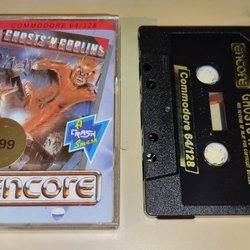 COMMODORE 64/128
GHOSTS 'N GOBLINS
99
A
CRASH
Smash
encore
encore
GHOSTS
Commodore 64/128